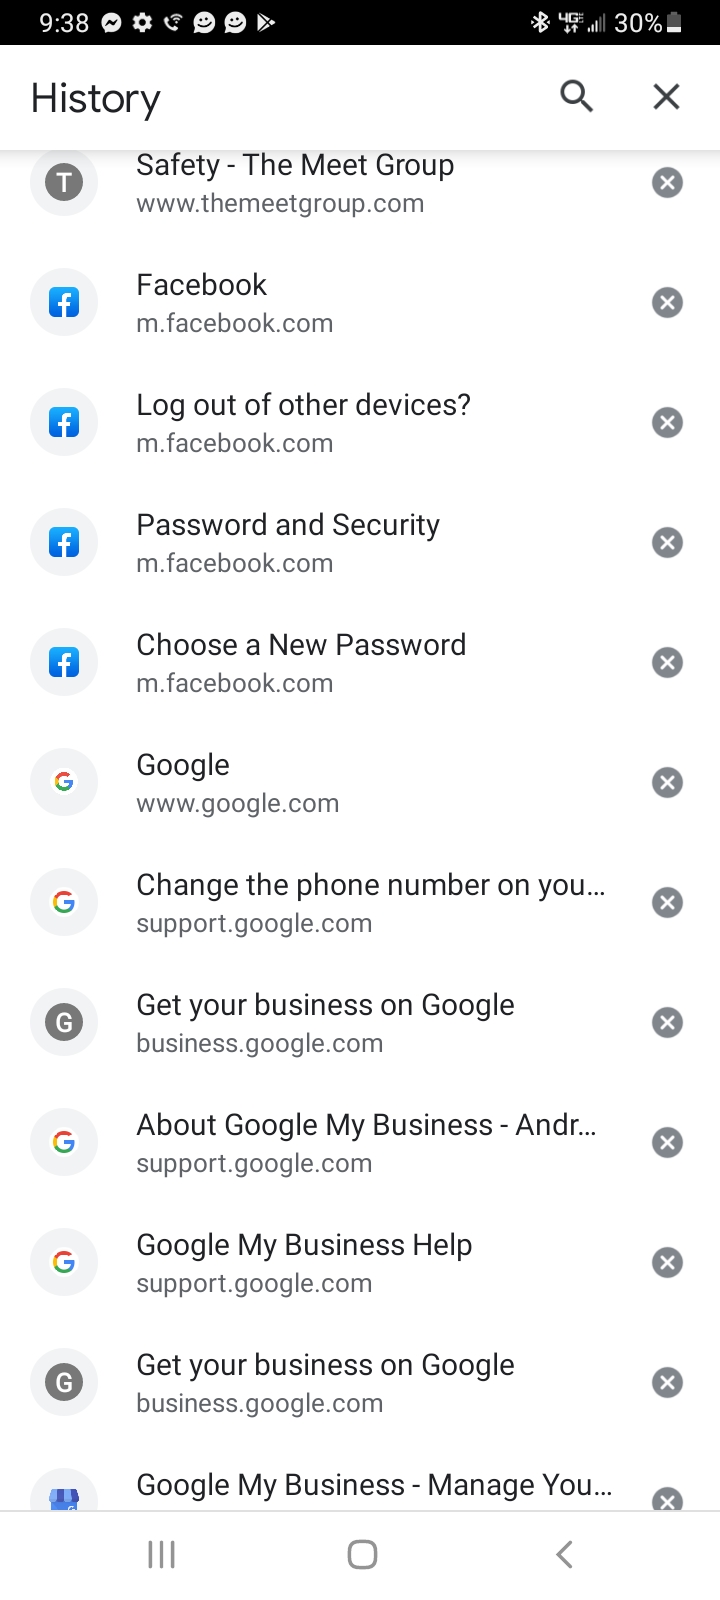 9:38
4G
30%
History
Safety - The Meet Group
www.themeetgroup.com
T
Facebook
m.facebook.com
Log out of other devices?
m.facebook.com
Password and Security
m.facebook.com
Choose a New Password
m.facebook.com
Google
www.google.com
Change the phone number on you...
support.google.com
Get your business on Google
G
business.google.com
About Google My Business - Andr...
support.google.com
Google My Business Help
support.google.com
Get your business on Google
G
business.google.com
Google My Business - Manage You...